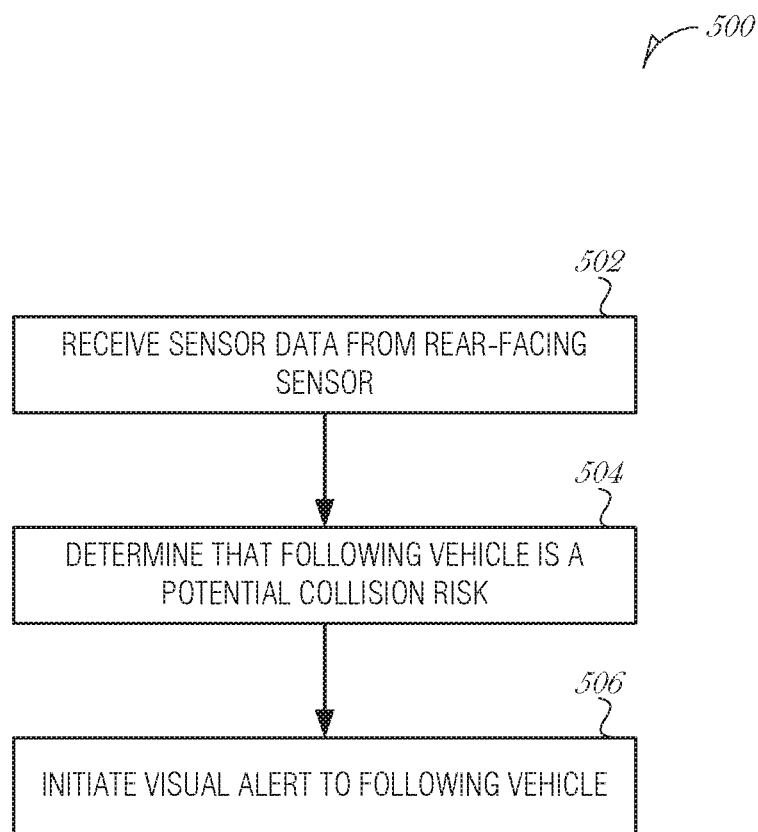 500
502
RECEIVE SENSOR DATA FROM REAR-FACING
SENSOR
504
DETERMINE THAT FOLLOWING VEHICLE IS A
POTENTIAL COLLISION RISK
506
INITIATE VISUAL ALERT TO FOLLOWING VEHICLE